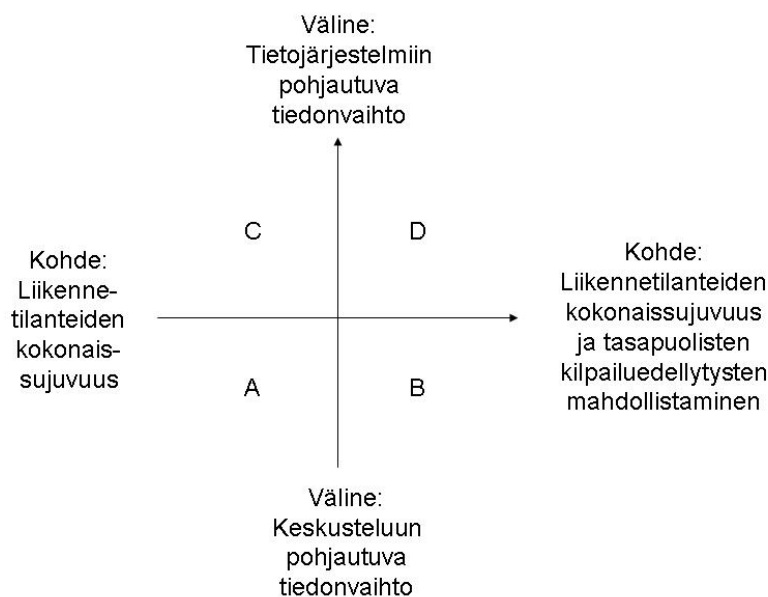 Väline:
Tietojärjestelmiin
pohjautuva
tiedonvaihto
C
D
Kohde:
Liikenne-
tilanteiden
kokonais-
sujuvuus
Kohde:
Liikennetilanteiden
kokonaissujuvuus
ja tasapuolisten
kilpailuedellytysten
mahdollistaminen
A
B
Väline:
Keskusteluun
pohjautuva
tiedonvaihto